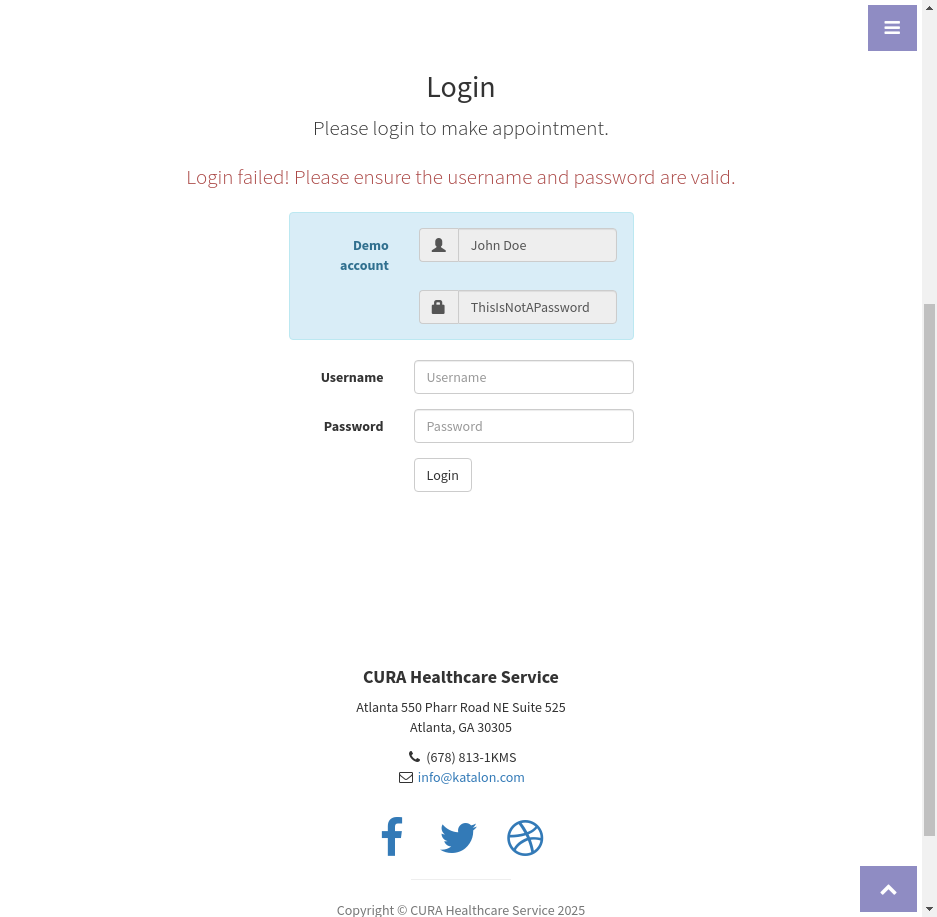 Login
Please login to make appointment.
Login failed! Please ensure the username and password are valid.
Demo
account
John Doe
ThisIsNotAPassword
Username
Username
Password
Password
Login
CURA Healthcare Service
Atlanta 550 Pharr Road NE Suite 525
Atlanta, GA 30305
(678) 813-1KMS
info@katalon.com
Copyright © CURA Healthcare Service 2025